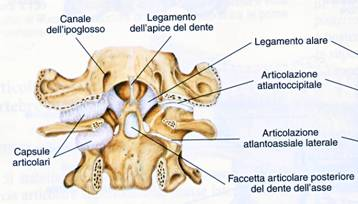 Canale
dell'ipoglosso
Legamento
dell'apice del dente
Legamento alare
Articolazione
atlantoccipitale
Articolazione
atlantoassiale laterale
Capsule
articolari
Faccetta articolare posteriore
del dente dell'asse